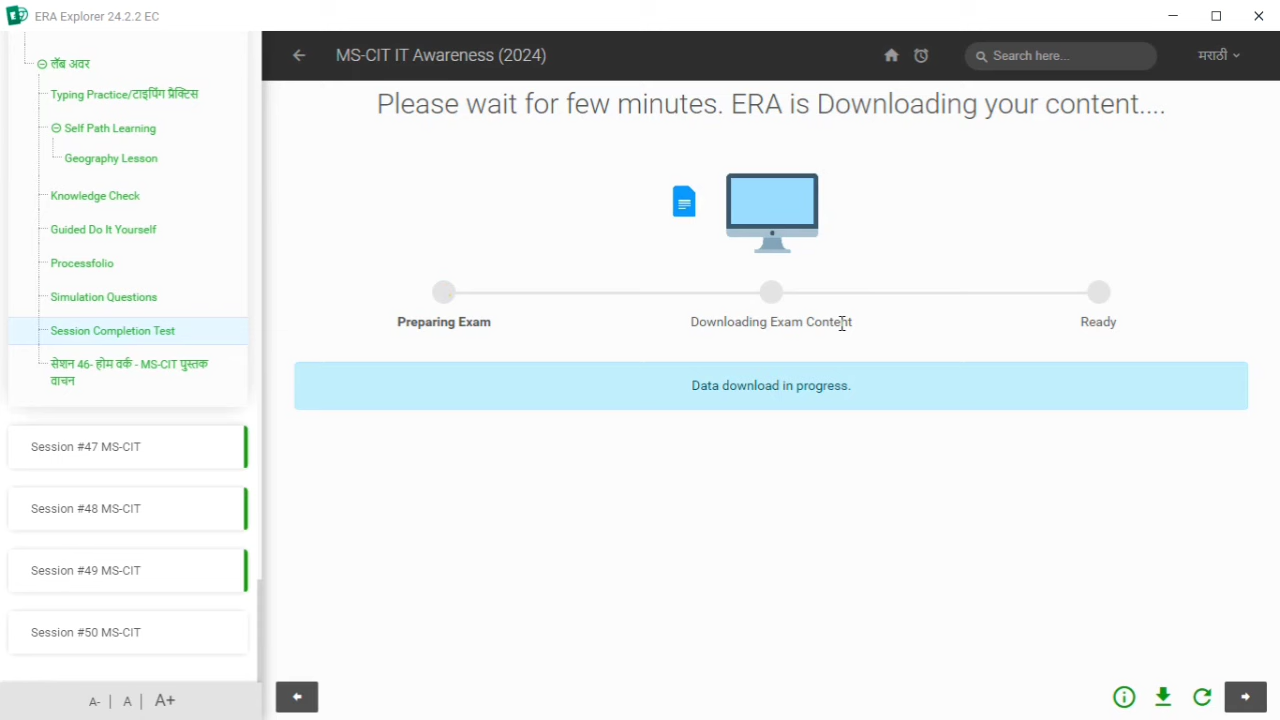 ERA Explorer 24.2.2 EC
MS-CIT IT Awareness (2024)
Search here...
मराठी
लॅब अवर
Typing Practice/टाइपिंग प्रॅक्टिस
Self Path Learning
Geography Lesson
Knowledge Check
Guided Do It Yourself
Processfolio
Simulation Questions
Session Completion Test
सेशन 46- होम वर्क - MS-CIT पुस्तक
वाचन
Session #47 MS-CIT
Session #48 MS-CIT
Session #49 MS-CIT
Session #50 MS-CIT
A- | A | A+
Please wait for few minutes. ERA is Downloading your content....
Preparing Exam
Downloading Exam Content
Ready
Data download in progress.